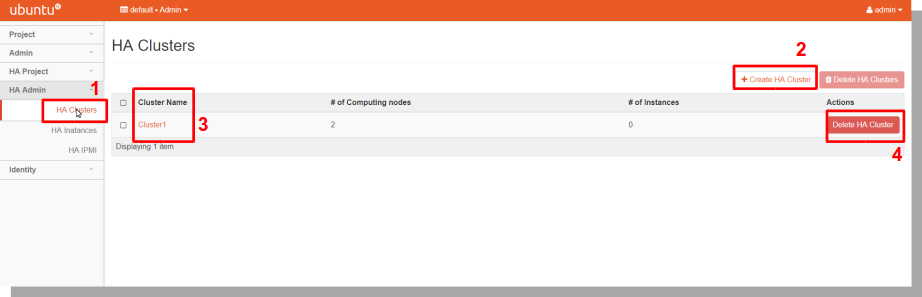 ubuntu®
default • Admin
admin
Project
Admin
HA Project
HA Admin
1
HA Clusters
HA Instances
HA IPMI
Identity
HA Clusters
2
+ Create HA Cluster
Delete HA Clusters
Cluster Name # of Computing nodes # of Instances Actions
Cluster1 2 0 Delete HA Cluster
3
4
Displaying 1 item